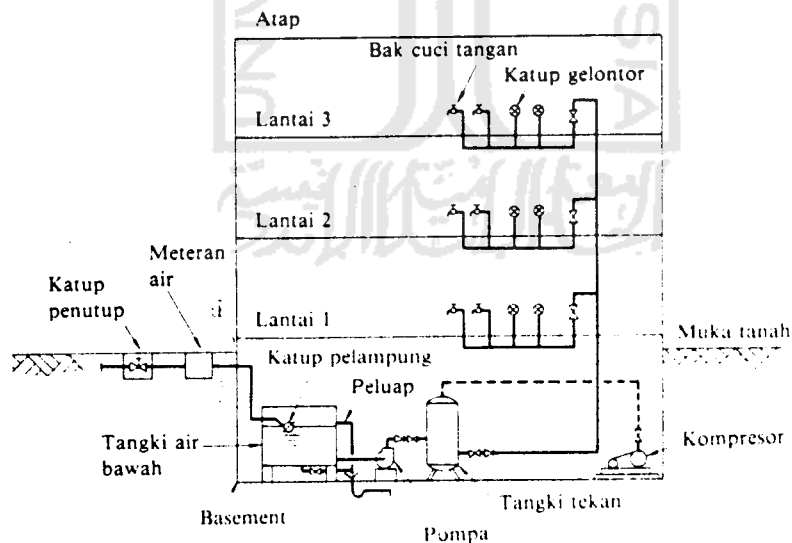 Atap
Bak cuci tangan
Katup gelontor
Lantai 3
Lantai 2
Meteran
air
Katup
penutup
Lantai 1
Muka tanah
Katup pelampung
Peluap
Tangki air
bawah
Kompresor
Tangki tekan
Basement
Pompa